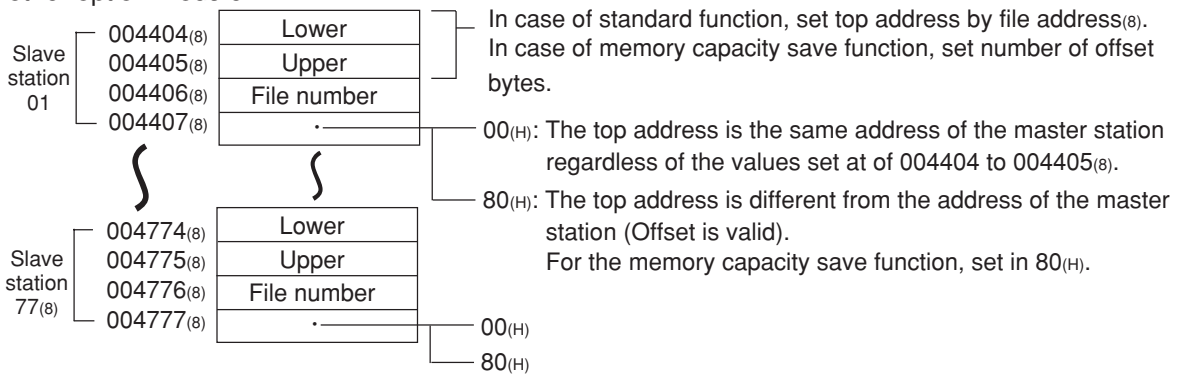 004404(8) Lower
Slave station 01
004405(8) Upper
004406(8) File number
004407(8)
In case of standard function, set top address by file address(8).
In case of memory capacity save function, set number of offset
bytes.
00(H): The top address is the same address of the master station
regardless of the values set at of 004404 to 004405(8).
80(H): The top address is different from the address of the master
station (Offset is valid).
For the memory capacity save function, set in 80(H).
004774(8) Lower
Slave station 77(8)
004775(8) Upper
004776(8) File number
004777(8)
00(H)
80(H)